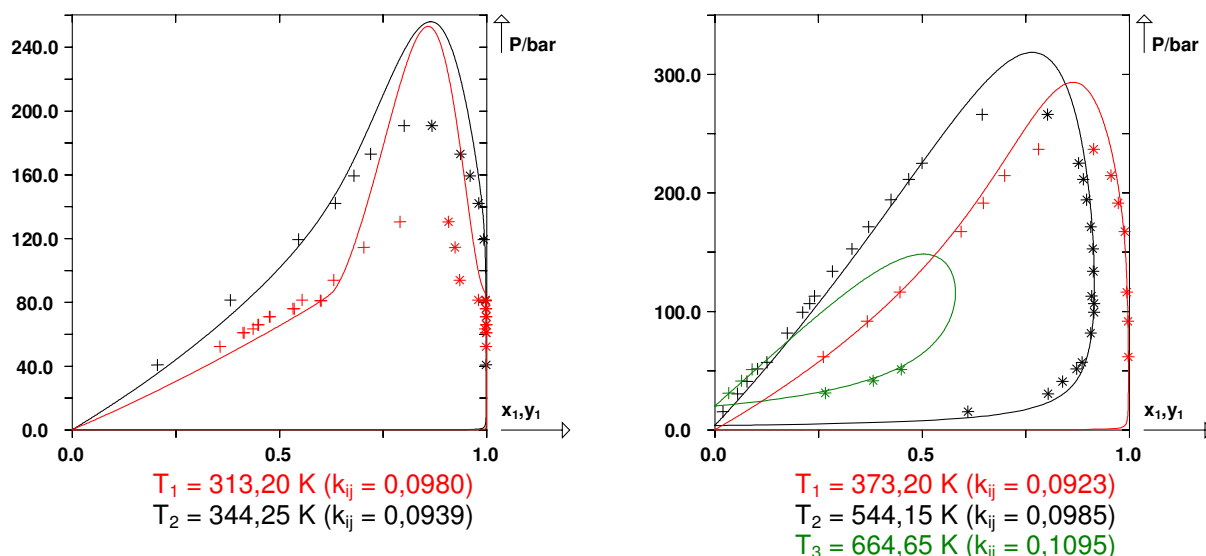 P/bar
240.0
200.0
160.0
120.0
80.0
40.0
0.0
x1,y1
0.0 0.5 1.0
T1 = 313,20 K (kij = 0,0980)
T2 = 344,25 K (kij = 0,0939)
P/bar
300.0
200.0
100.0
0.0
x1,y1
0.0 0.5 1.0
T1 = 373,20 K (kij = 0,0923)
T2 = 544,15 K (kij = 0,0985)
T3 = 664,65 K (kij = 0,1095)